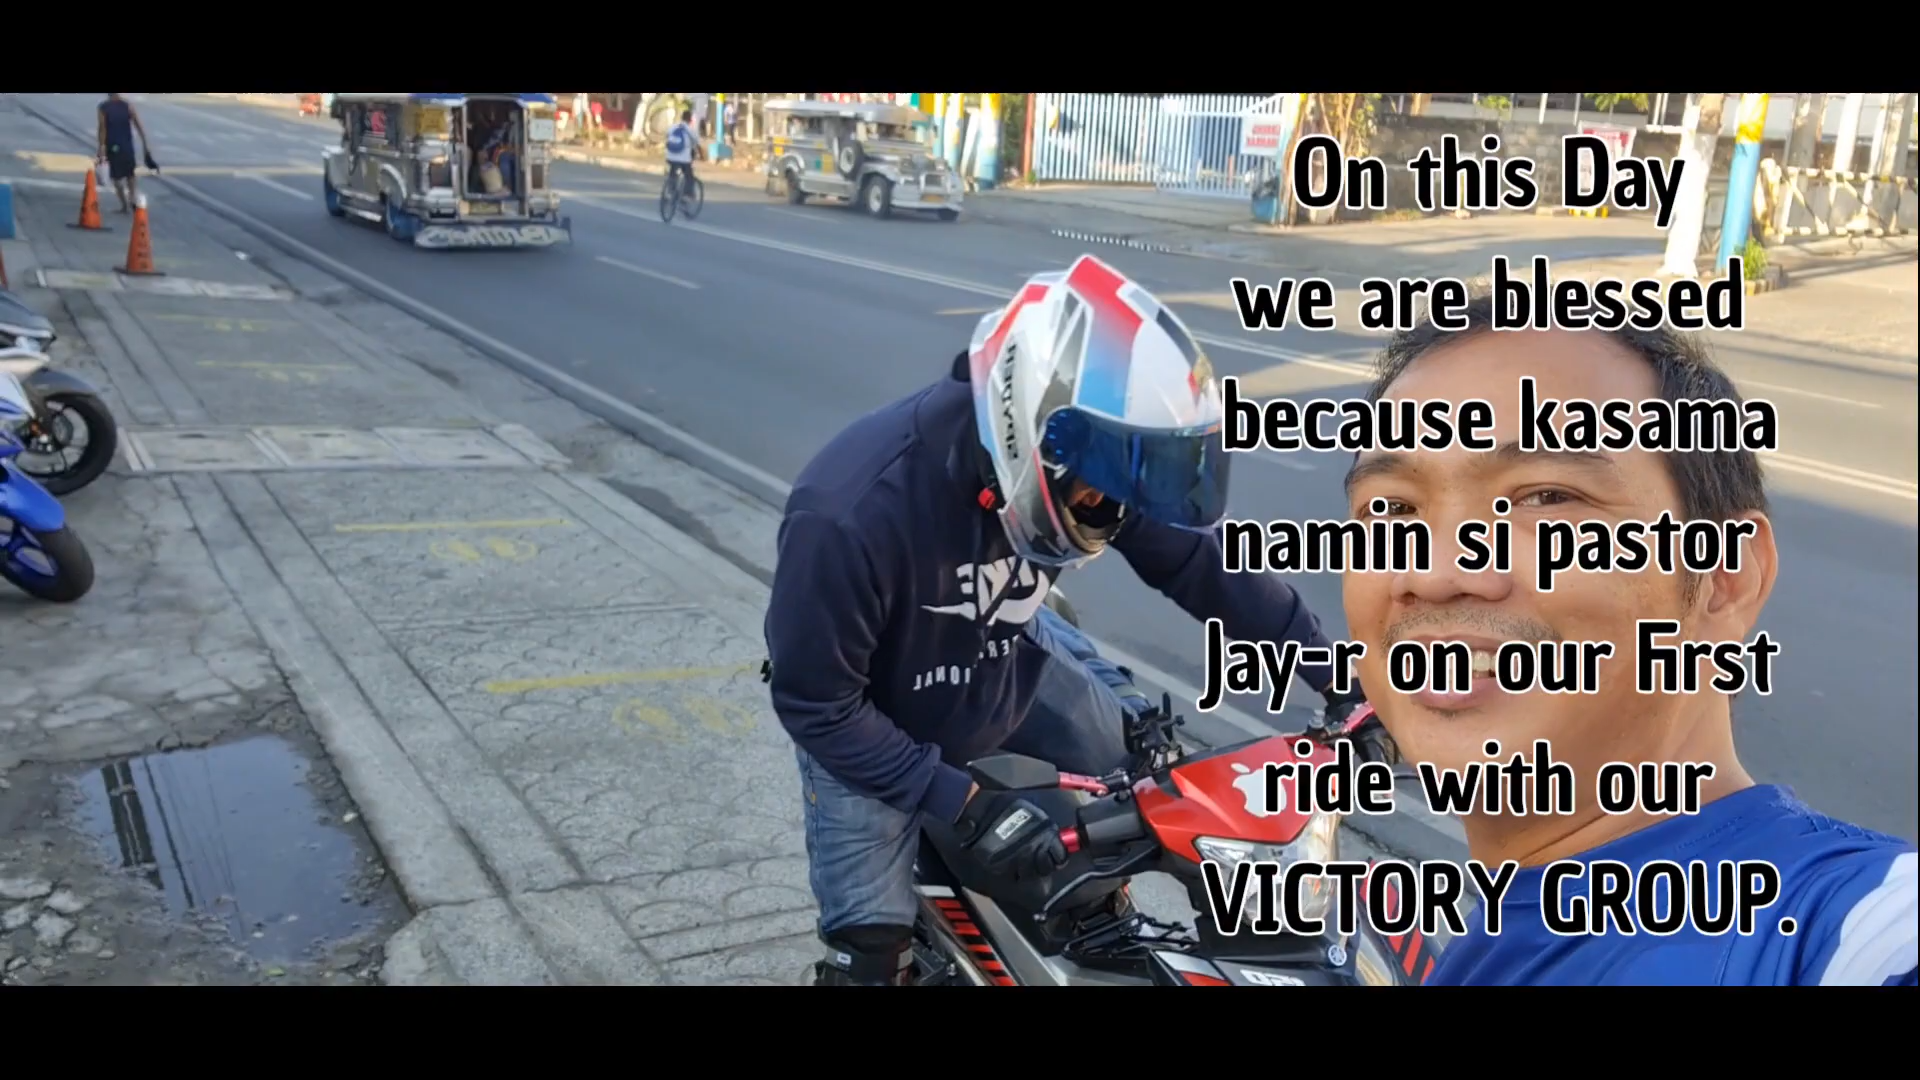 On this Day
we are blessed
because kasama
namin si pastor
Jay-r on our First
ride with our
VICTORY GROUP.